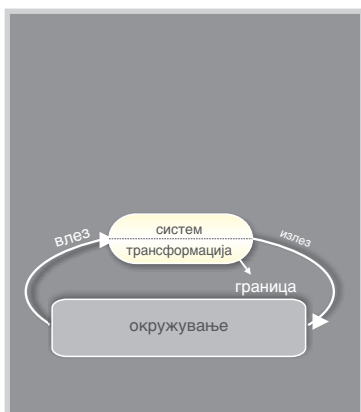 влез
систем
излез
трансформација
граница
окружување